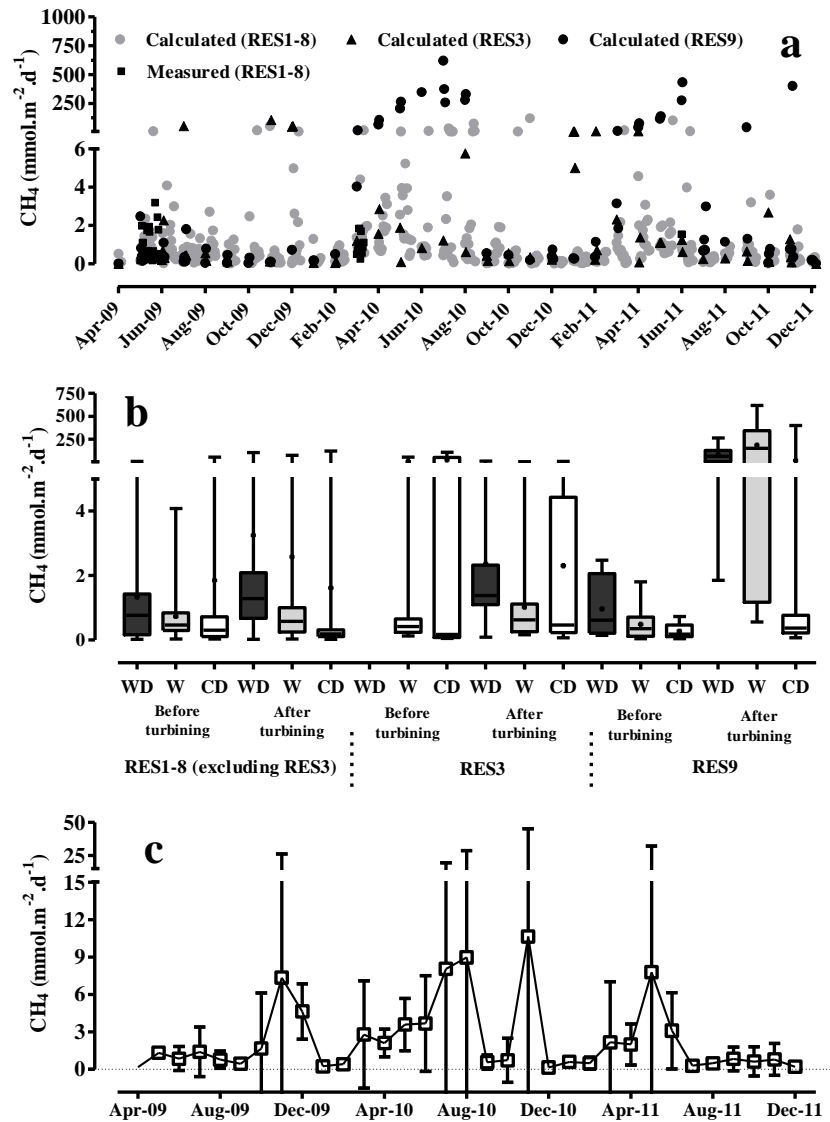 1000
Calculated (RES1-8) Calculated (RES3) Calculated (RES9) a
750
Measured (RES1-8)
500
250
6
4
2
0
CH4 (mmol.m-2.d-1)
Apr-09 Jun-09 Aug-09 Oct-09 Dec-09 Feb-10 Apr-10 Jun-10 Aug-10 Oct-10 Dec-10 Feb-11 Apr-11 Jun-11 Aug-11 Oct-11 Dec-11
b
750
500
250
4
2
0
CH4 (mmol.m-2.d-1)
WD W CD WD W CD WD W CD WD W CD WD W CD WD W CD
Before turbining After turbining Before turbining After turbining Before turbining After turbining
RES1-8 (excluding RES3) RES3 RES9
c
50
25
15
12
9
6
3
0
CH4 (mmol.m-2.d-1)
Apr-09 Aug-09 Dec-09 Apr-10 Aug-10 Dec-10 Apr-11 Aug-11 Dec-11